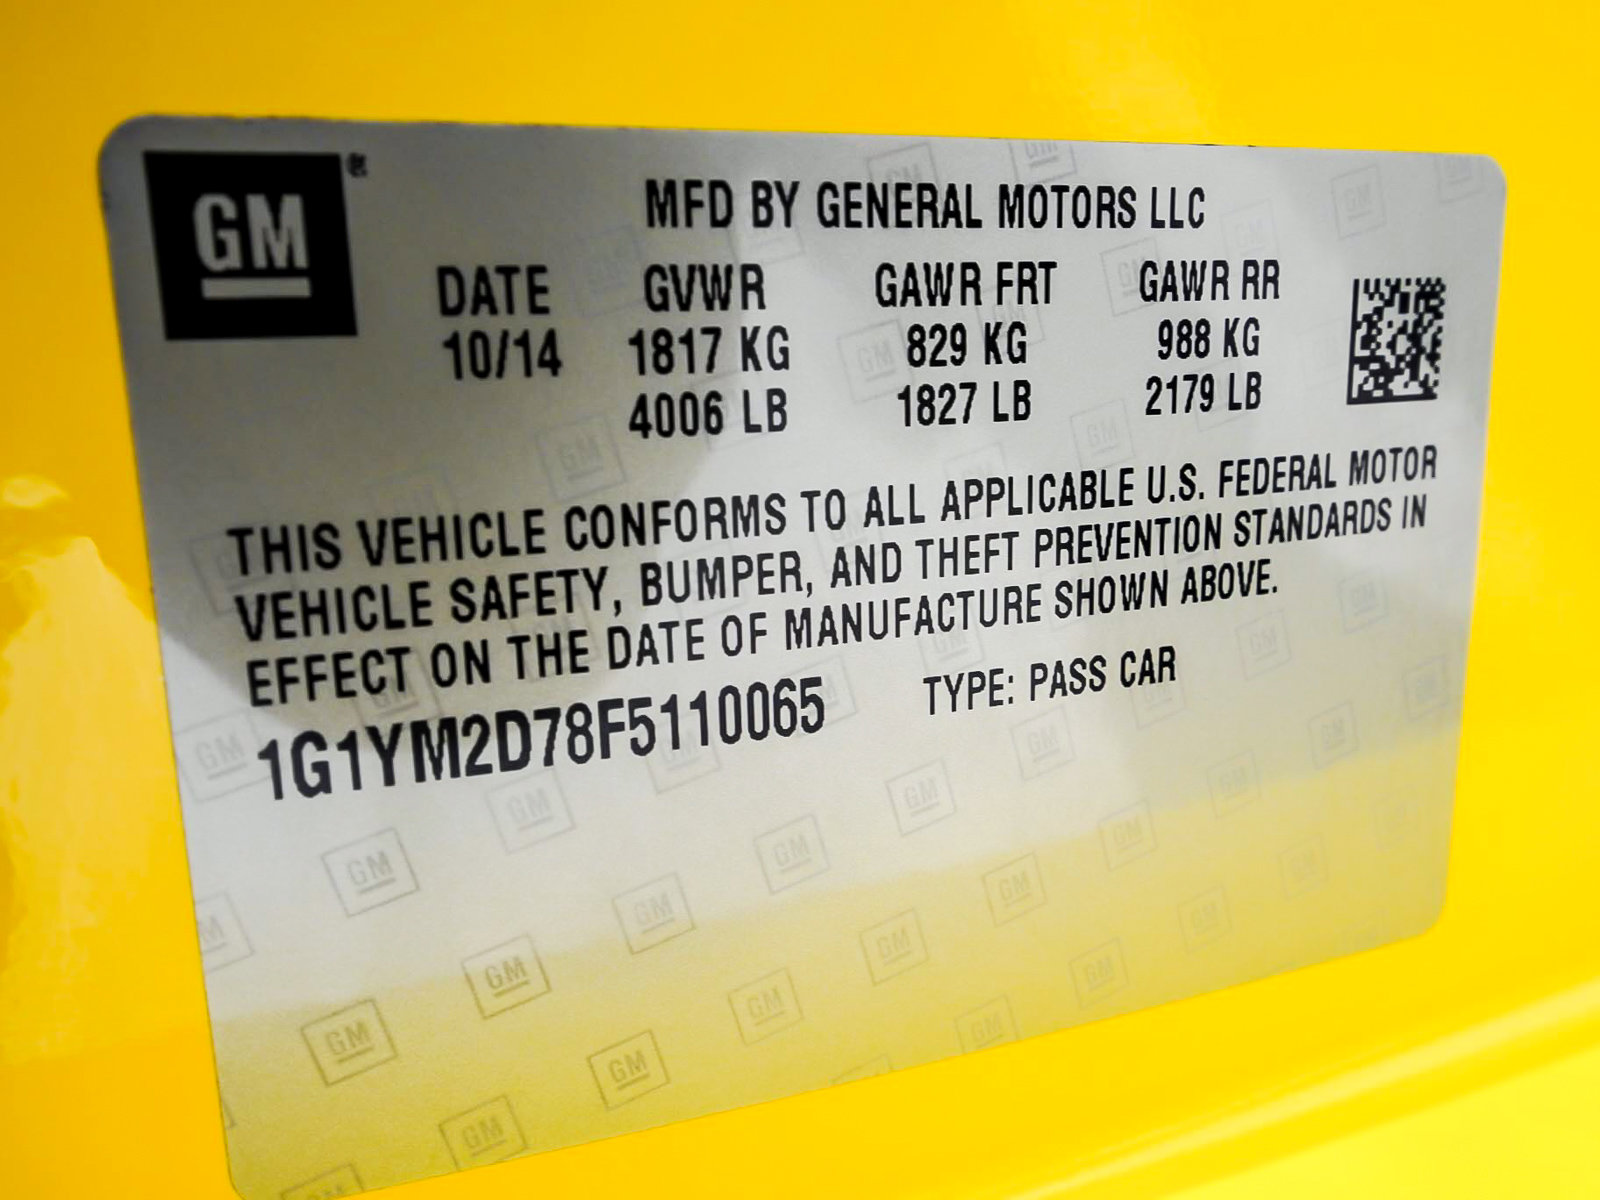 GM®
MFD BY GENERAL MOTORS LLC
DATE GVWR GAWR FRT GAWR RR
10/14 1817 KG 829 KG 988 KG
4006 LB 1827 LB 2179 LB
THIS VEHICLE CONFORMS TO ALL APPLICABLE U.S. FEDERAL MOTOR
VEHICLE SAFETY, BUMPER, AND THEFT PREVENTION STANDARDS IN
EFFECT ON THE DATE OF MANUFACTURE SHOWN ABOVE.
1G1YM2D78F5110065 TYPE: PASS CAR